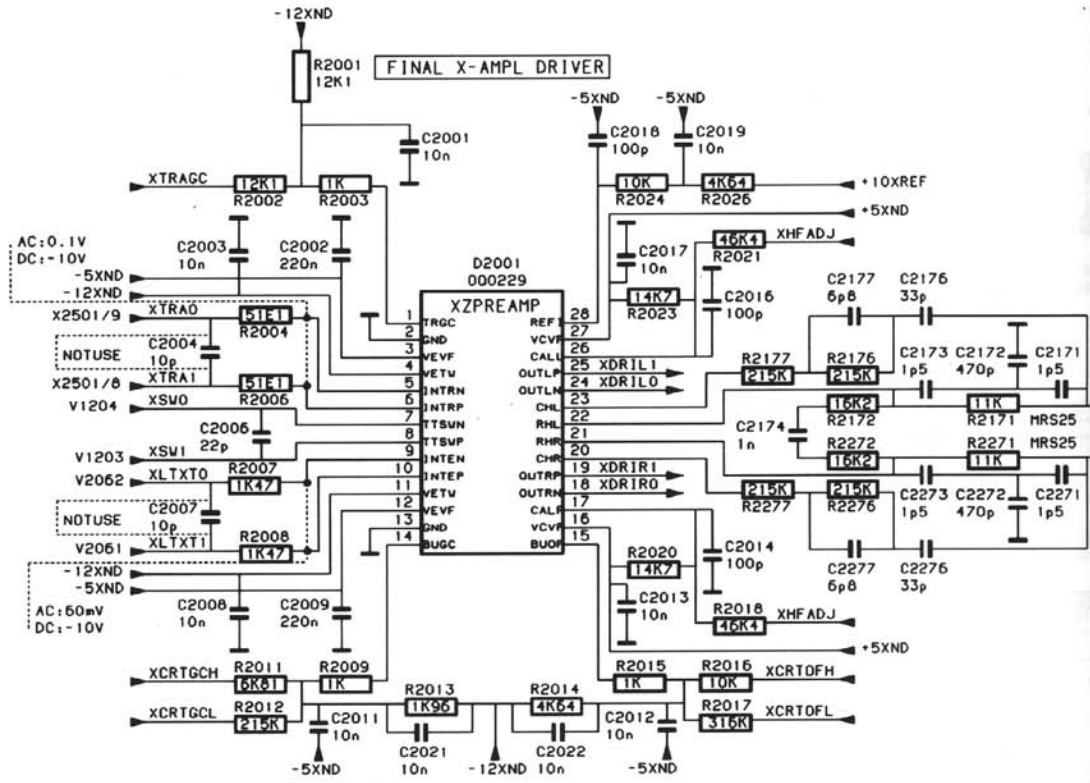 -12XND
R2001
12K1
FINAL X-AMPL DRIVER
C2001
10n
XTRAGC
12K1
R2002
1K
R2003
-5XND
-5XND
C2018
100p
C2019
10n
10K
R2024
4K64
+10XREF
+5XND
AC:0.1V
DC:-10V
C2003
10n
C2002
220n
-5XND
-12XND
C2017
10n
46K4
R2021
XHFADJ
14K7
R2023
C2016
100p
D2001
000229
XZPREAMP
X2501/9
XTRA0
51E1
R2004
NOTUSE
C2004
10p
X2501/8
XTRA1
51E1
R2006
V1204
XSW0
22p
V1203
XSW1
V2062
XLTXT0
R2007
1K47
NOTUSE
C2007
10p
V2061
XLTXT1
R2008
1K47
-12XND
-5XND
AC:60mV
DC:-10V
C2008
10n
C2009
220n
1 TRGC
2 GND
3 VEVF
4 VETW
5 INTRN
6 INTRP
7 TTSWN
8 TTSWP
9 INTEN
10 INTEP
11 VETW
12 VEVF
13 GND
14 BUGC
REFI 28
27
26
OUTLP 25 XDRIL1
OUTLN 24 XDRIL0
CHL 23
RHL 22
RHR 21
CHR 20
OUTRP 19 XDRIR1
OUTRN 18 XDRIR0
17
16
15
C2177
6p8
C2176
33p
R2177
215K
R2176
215K
C2173
1p5
C2172
470p
C2171
1p5
C2174
1n
16K2
R2172
11K
R2171
MRS25
R2272
16K2
R2271
11K
MRS25
215K
R2277
215K
R2276
C2273
1p5
C2272
470p
C2271
1p5
C2277
6p8
C2276
33p
R2020
14K7
C2014
100p
C2013
10n
R2018
46K4
XHFADJ
+5XND
XCRTGCH
R2011
6K81
R2009
1K
XCRTGCL
R2012
215K
C2011
10n
-5XND
R2013
1K96
C2021
10n
-12XND
R2014
4K64
C2022
10n
C2012
10n
-5XND
R2015
1K
R2016
10K
XCRTOFH
R2017
316K
XCRTOFL